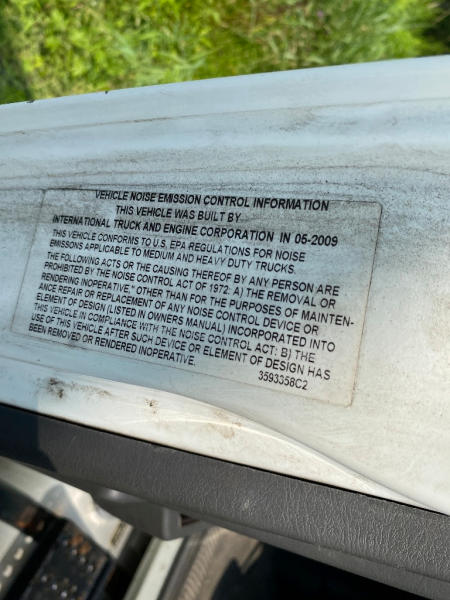 VEHICLE NOISE EMISSION CONTROL INFORMATION
THIS VEHICLE WAS BUILT BY
INTERNATIONAL TRUCK AND ENGINE CORPORATION IN 05-2009
THIS VEHICLE CONFORMS TO U.S. EPA REGULATIONS FOR NOISE
EMISSONS APPLICABLE TO MEDIUM AND HEAVY DUTY TRUCKS.
THE FOLLOWING ACTS OR THE CAUSING THEREOF BY ANY PERSON ARE
PROHIBITED BY THE NOISE CONTROL ACT OF 1972: A) THE REMOVAL OR
RENDERING INOPERATIVE" OTHER THAN FOR THE PURPOSES OF MAINTEN-
ANCE REPAIR OR REPLACEMENT OF ANY NOISE CONTROL DEVICE OR
ELEMENT OF DESIGN (LISTED IN OWNERS MANUAL) INCORPORATED INTO
THIS VEHICLE IN COMPLIANCE WITH THE NOISE CONTROL ACT: B) THE
USE OF THIS VEHICLE AFTER SUCH DEVICE OR ELEMENT OF DESIGN HAS
BEEN REMOVED OR RENDERED INOPERATIVE.
3593358C2